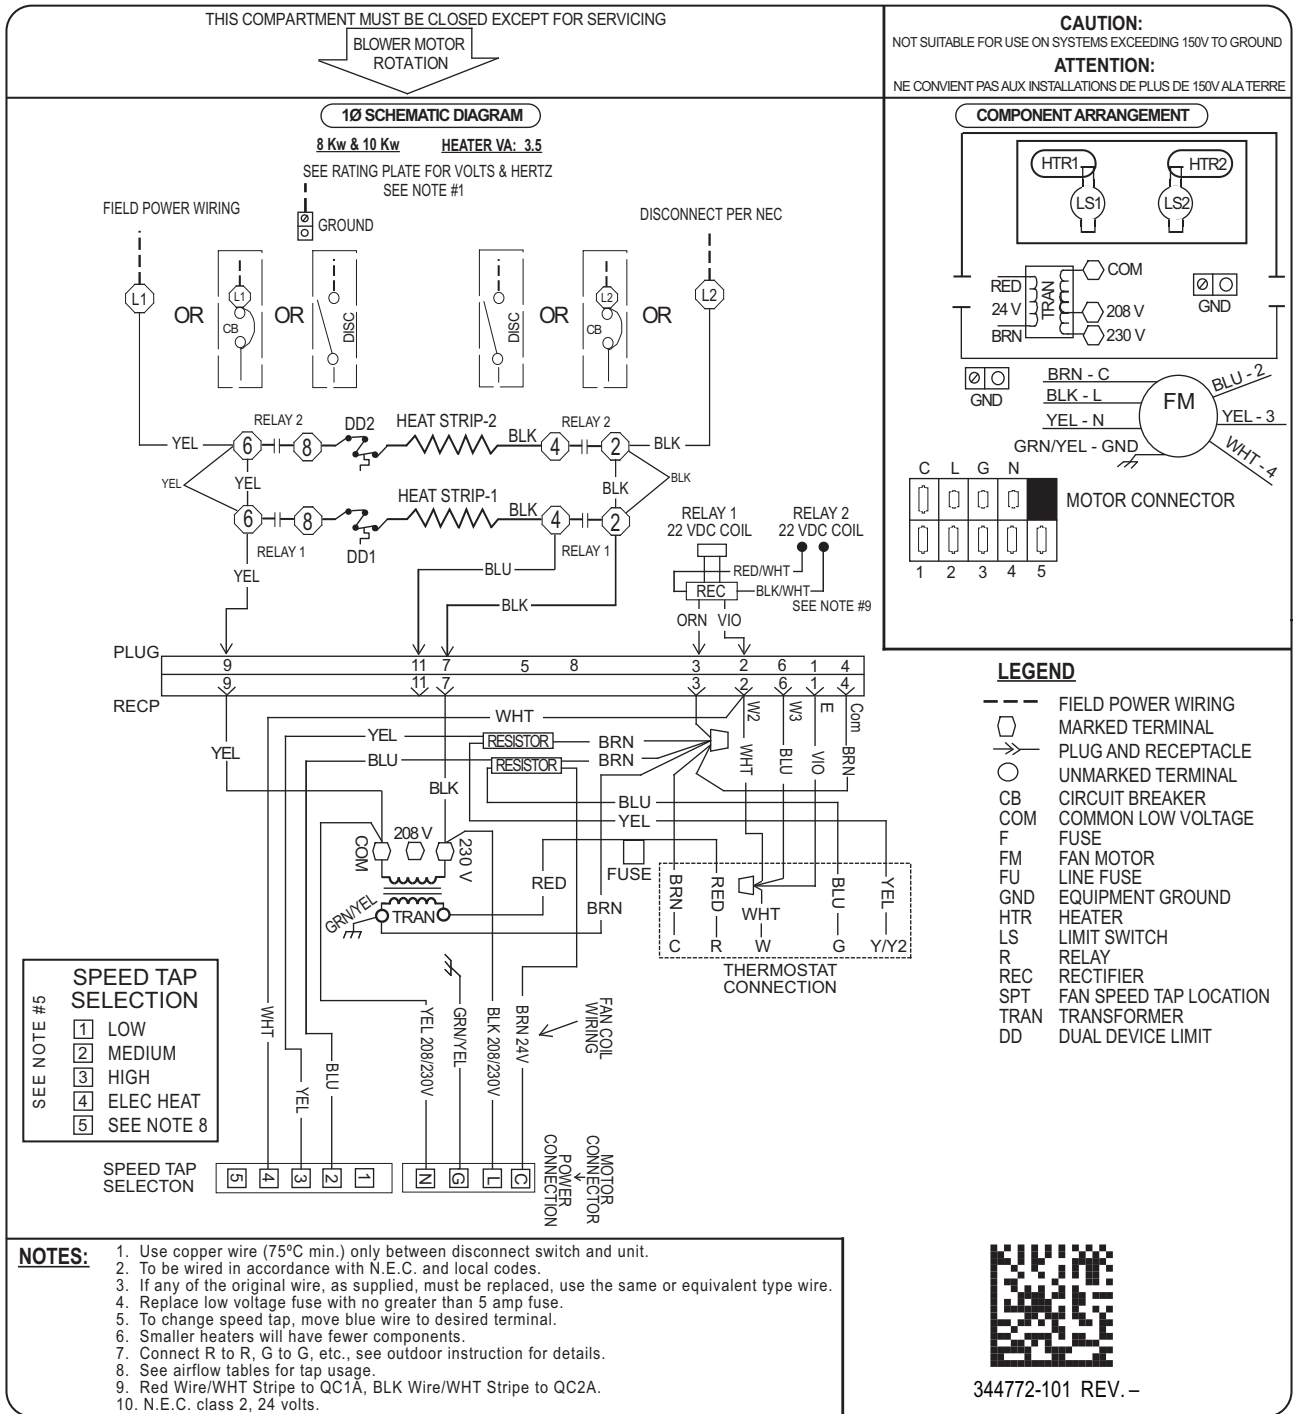 THIS COMPARTMENT MUST BE CLOSED EXCEPT FOR SERVICING
BLOWER MOTOR
ROTATION
CAUTION:
NOT SUITABLE FOR USE ON SYSTEMS EXCEEDING 150V TO GROUND
ATTENTION:
NE CONVIENT PAS AUX INSTALLATIONS DE PLUS DE 150V ALA TERRE
1Ø SCHEMATIC DIAGRAM
8 Kw & 10 Kw HEATER VA: 3.5
SEE RATING PLATE FOR VOLTS & HERTZ
SEE NOTE #1
FIELD POWER WIRING
GROUND
DISCONNECT PER NEC
L1 OR L1 CB OR DISC DISC OR L2 CB OR L2
RELAY 2 DD2 HEAT STRIP-2 BLK RELAY 2
YEL 6 8 4 2 BLK
YEL YEL BLK BLK
HEAT STRIP-1 BLK
6 8 4 2
RELAY 1 DD1 RELAY 1
YEL BLU BLK
RELAY 1 RELAY 2
22 VDC COIL 22 VDC COIL
RED/WHT
REC BLK/WHT
SEE NOTE #9
ORN VIO
PLUG 9 11 7 5 8 3 2 6 1 4
RECP 9 11 7 3 2 6 1 4
W2 W3 E Com
WHT
YEL RESISTOR BRN
BLU RESISTOR BRN
YEL BLK WHT BLU VIO BRN
BLU
YEL
COM 208 V 230 V
FUSE
RED
BRN
GRN/YEL TRAN
BRN RED WHT BLU YEL
C R W G Y/Y2
THERMOSTAT
CONNECTION
WHT YEL BLU YEL 208/230V GRN/YEL BLK 208/230V BRN 24V
FAN COIL
WIRING
SEE NOTE #5
SPEED TAP
SELECTION
1 LOW
2 MEDIUM
3 HIGH
4 ELEC HEAT
5 SEE NOTE 8
SPEED TAP
SELECTON
5 4 3 2 1 N G L C
MOTOR
CONNECTOR
POWER
CONNECTION
COMPONENT ARRANGEMENT
HTR1 HTR2
LS1 LS2
RED
24 V
BRN
TRAN
COM
208 V
230 V
GND
GND
BRN - C
BLK - L
YEL - N
GRN/YEL - GND
FM
BLU - 2
YEL - 3
WHT - 4
C L G N
MOTOR CONNECTOR
1 2 3 4 5
LEGEND
FIELD POWER WIRING
MARKED TERMINAL
PLUG AND RECEPTACLE
UNMARKED TERMINAL
CB CIRCUIT BREAKER
COM COMMON LOW VOLTAGE
F FUSE
FM FAN MOTOR
FU LINE FUSE
GND EQUIPMENT GROUND
HTR HEATER
LS LIMIT SWITCH
R RELAY
REC RECTIFIER
SPT FAN SPEED TAP LOCATION
TRAN TRANSFORMER
DD DUAL DEVICE LIMIT
NOTES:
1. Use copper wire (75ºC min.) only between disconnect switch and unit.
2. To be wired in accordance with N.E.C. and local codes.
3. If any of the original wire, as supplied, must be replaced, use the same or equivalent type wire.
4. Replace low voltage fuse with no greater than 5 amp fuse.
5. To change speed tap, move blue wire to desired terminal.
6. Smaller heaters will have fewer components.
7. Connect R to R, G to G, etc., see outdoor instruction for details.
8. See airflow tables for tap usage.
9. Red Wire/WHT Stripe to QC1A, BLK Wire/WHT Stripe to QC2A.
10. N.E.C. class 2, 24 volts.
344772-101 REV. –